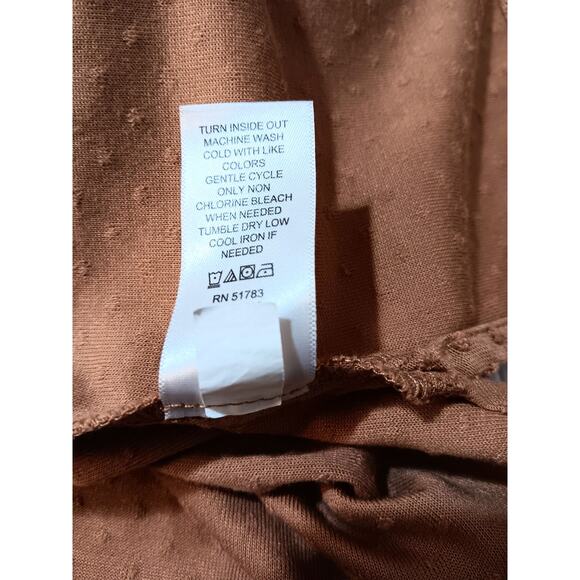 TURN INSIDE OUT
MACHINE WASH
COLD WITH LIKE
COLORS
GENTLE CYCLE
ONLY NON
CHLORINE BLEACH
WHEN NEEDED
TUMBLE DRY LOW
COOL IRON IF
NEEDED
RN 51783